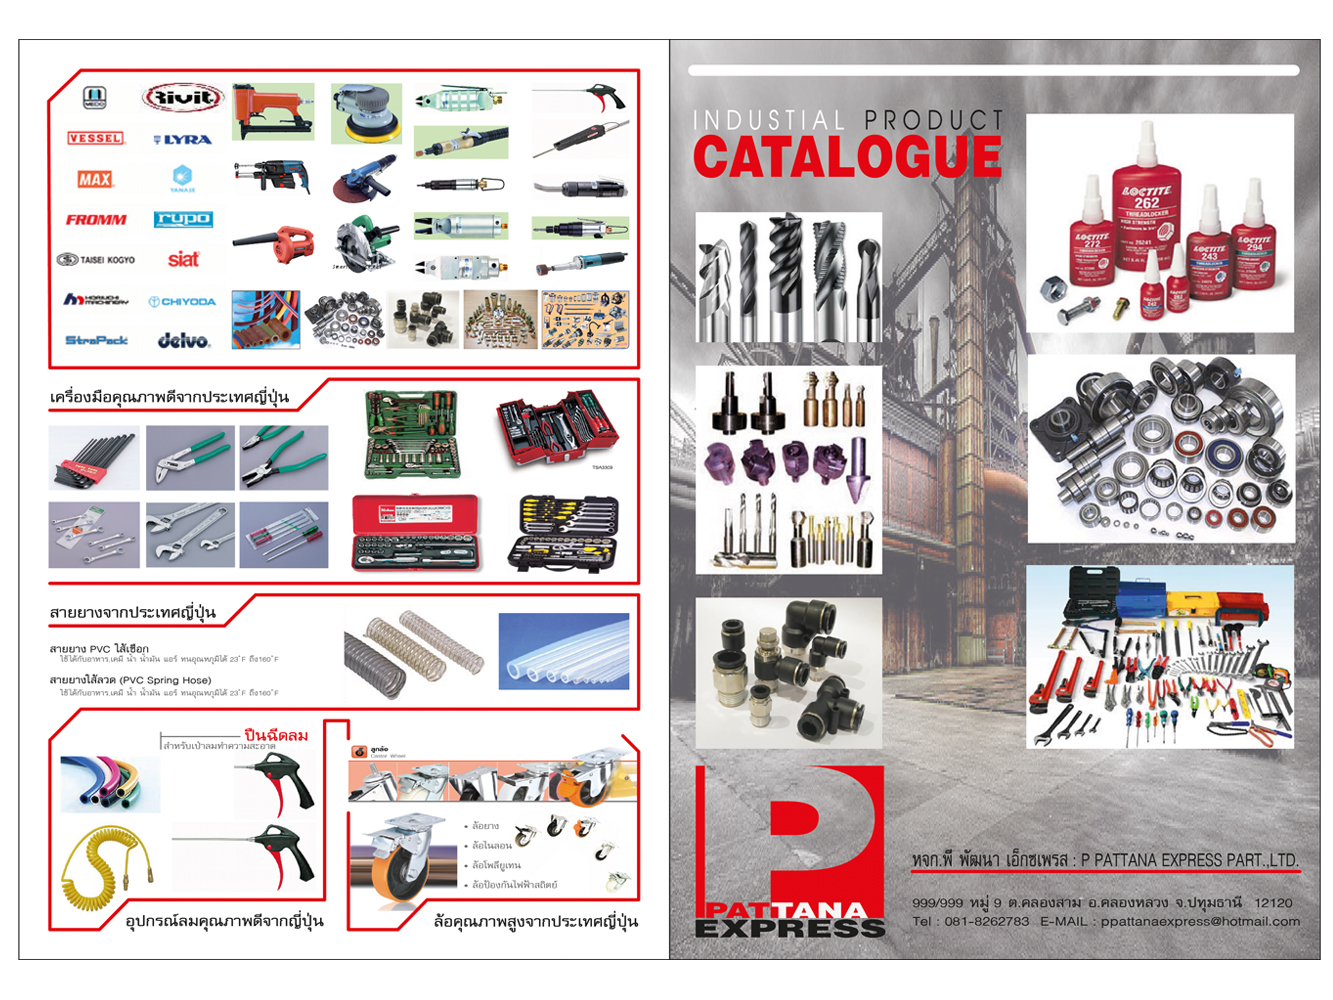 MEDO
Rivit
VESSEL
LYRA
MAX
YANASE
FROMM
rupo
TAISEI KOGYO
siat
HORIUCHI MACHINERY
CHIYODA
StraPack
delvo
เครื่องมือคุณภาพดีจากประเทศญี่ปุ่น
สายยางจากประเทศญี่ปุ่น
สายยาง PVC ไส้เชือก
ใช้ได้กับอาหาร,เคมี น้ำ น้ำมัน แอร์ ทนอุณหภูมิได้ 23°F ถึง160°F
สายยางไส้ลวด (PVC Spring Hose)
ใช้ได้กับอาหาร,เคมี น้ำ น้ำมัน แอร์ ทนอุณหภูมิได้ 23°F ถึง160°F
ปืนฉีดลม
สำหรับเป่าลมทำความสะอาด
อุปกรณ์ลมคุณภาพดีจากญี่ปุ่น
ลูกล้อ
Castor Wheel
• ล้อยาง
• ล้อไนลอน
• ล้อโพลียูเทน
• ล้อป้องกันไฟฟ้าสถิตย์
ล้อคุณภาพสูงจากประเทศญี่ปุ่น
INDUSTIAL PRODUCT
CATALOGUE
LOCTITE
262
THREADLOCKER
HIGH STRENGTH
LOCTITE
272
LOCTITE
243
LOCTITE
294
P
PATTANA
EXPRESS
หจก.พี พัฒนา เอ็กซเพรส : P PATTANA EXPRESS PART.,LTD.
999/999 หมู่ 9 ต.คลองสาม อ.คลองหลวง จ.ปทุมธานี 12120
Tel : 081-8262783 E-MAIL : ppattanaexpress@hotmail.com